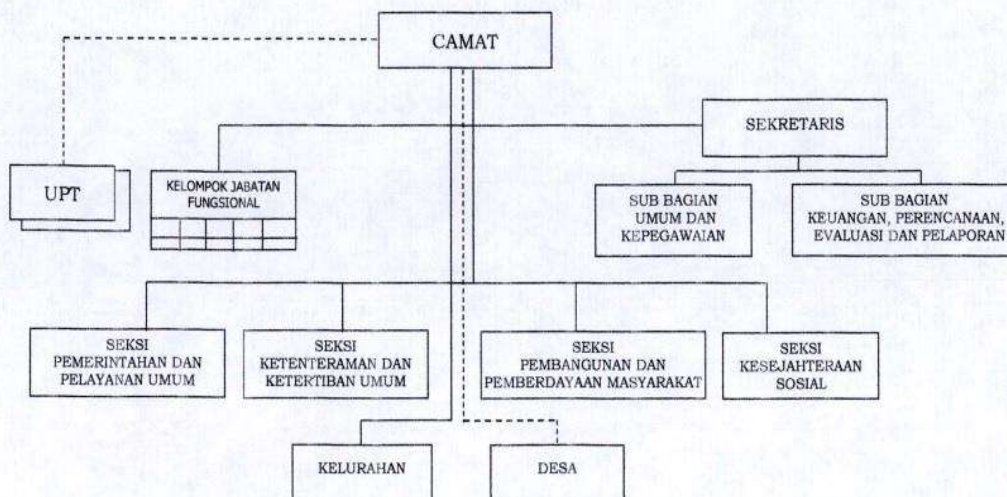 CAMAT
SEKRETARIS
UPT
KELOMPOK JABATAN
FUNGSIONAL
SUB BAGIAN
UMUM DAN
KEPEGAWAIAN
SUB BAGIAN
KEUANGAN, PERENCANAAN,
EVALUASI DAN PELAPORAN
SEKSI
PEMERINTAHAN DAN
PELAYANAN UMUM
SEKSI
KETENTERAMAN DAN
KETERTIBAN UMUM
SEKSI
PEMBANGUNAN DAN
PEMBERDAYAAN MASYARAKAT
SEKSI
KESEJAHTERAAN
SOSIAL
KELURAHAN
DESA